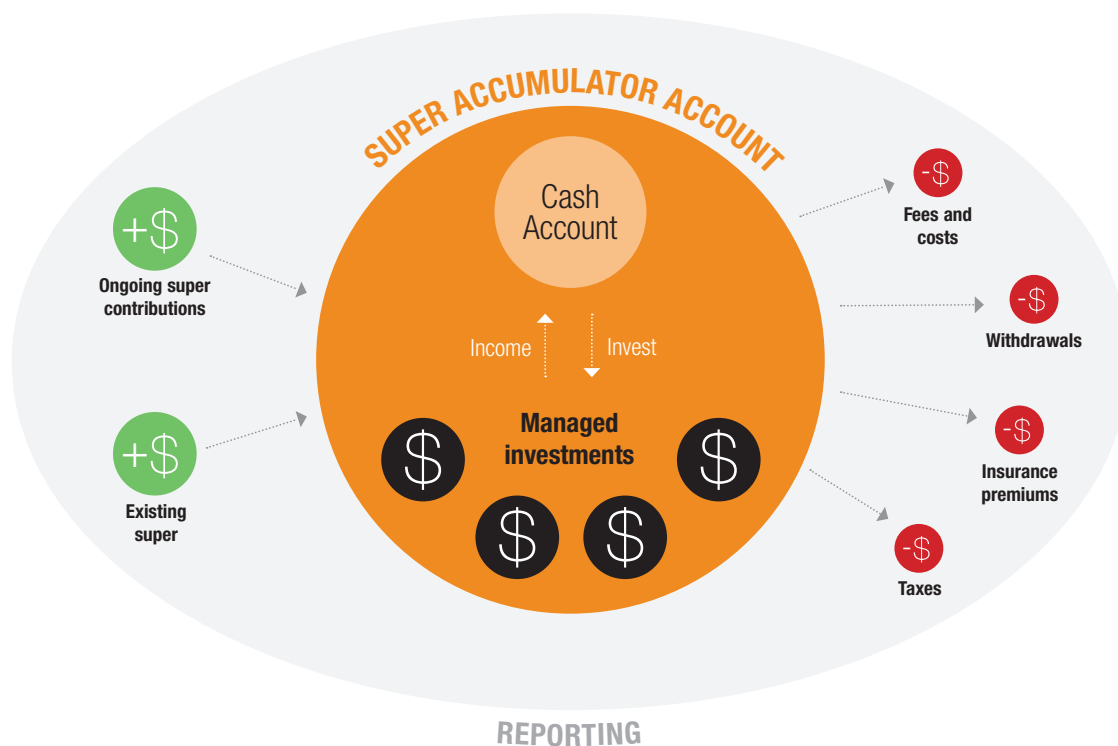 SUPER ACCUMULATOR ACCOUNT
Cash
Account
+$
Ongoing super
contributions
+$
Existing
super
Income
Invest
Managed
investments
$
$
$
$
-$
Fees and
costs
-$
Withdrawals
-$
Insurance
premiums
-$
Taxes
REPORTING